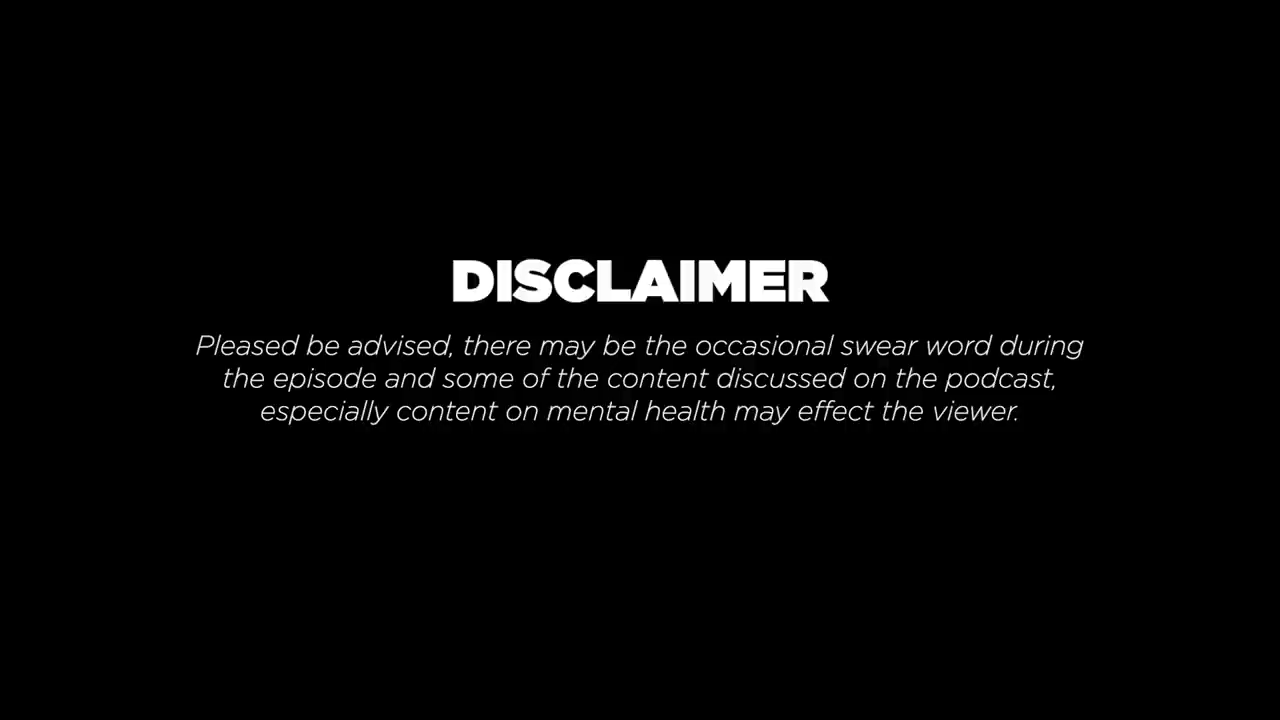 DISCLAIMER
Pleased be advised, there may be the occasional swear word during
the episode and some of the content discussed on the podcast,
especially content on mental health may effect the viewer.